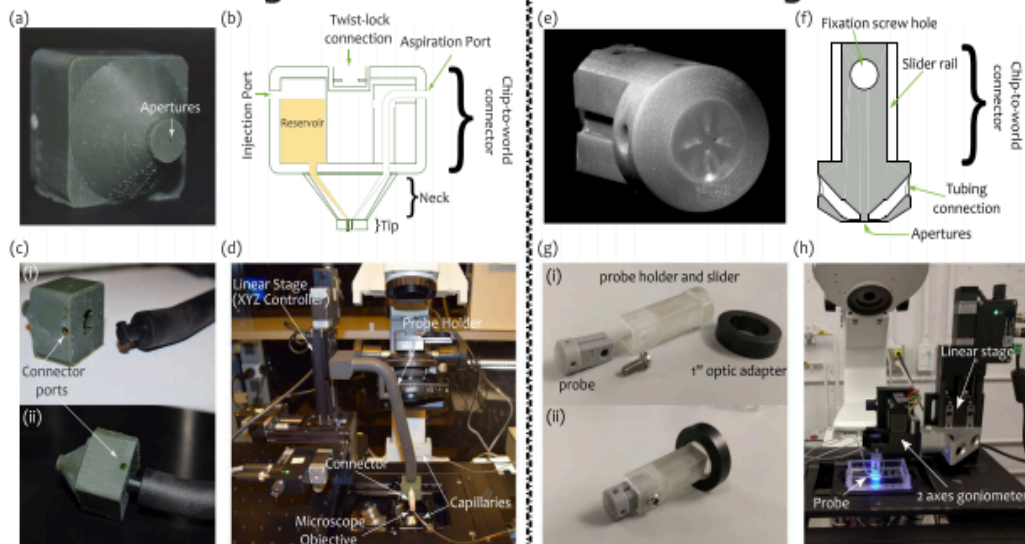 (a)
Apertures
(b)
Twist-lock
connection
Aspiration Port
Injection Port
Reservoir
Chip-to-world
connector
Neck
Tip
(c)
(i)
Connector
ports
(ii)
(d)
Linear Stage
(XYZ Controller)
Probe Holder
Connector
Capillaries
Microscope
Objective
(e)
(f)
Fixation screw hole
Slider rail
Chip-to-world
connector
Tubing
connection
Apertures
(g)
(i)
probe holder and slider
probe
1" optic adapter
(ii)
(h)
Linear stage
Probe
2 axes goniometer